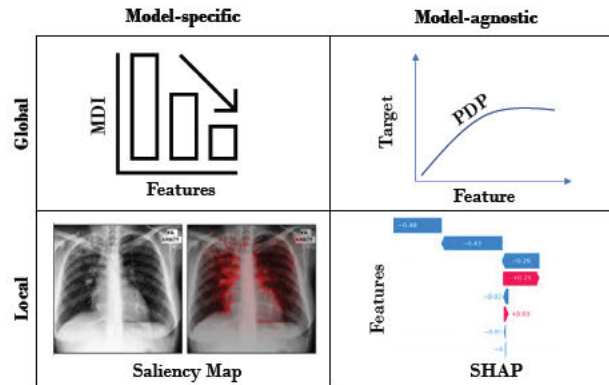 Model-specific
Model-agnostic
Global
MDI
Features
Target
PDP
Feature
Local
Saliency Map
Features
−0.48
−0.43
−0.26
+0.25
+0.03
SHAP